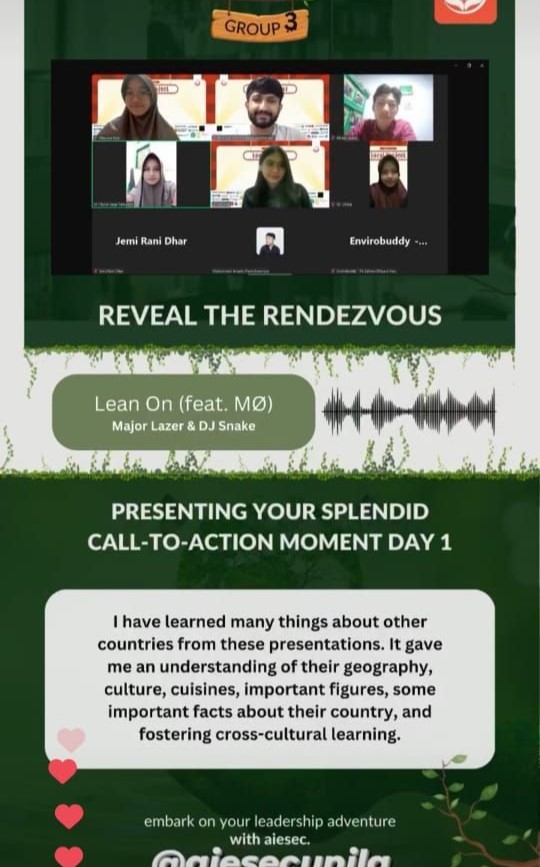 GROUP 3
Jemi Rani Dhar
Envirobuddy -...
REVEAL THE RENDEZVOUS
Lean On (feat. MØ)
Major Lazer & DJ Snake
PRESENTING YOUR SPLENDID
CALL-TO-ACTION MOMENT DAY 1
I have learned many things about other
countries from these presentations. It gave
me an understanding of their geography,
culture, cuisines, important figures, some
important facts about their country, and
fostering cross-cultural learning.
embark on your leadership adventure
with aiesec.
@aiesecunila